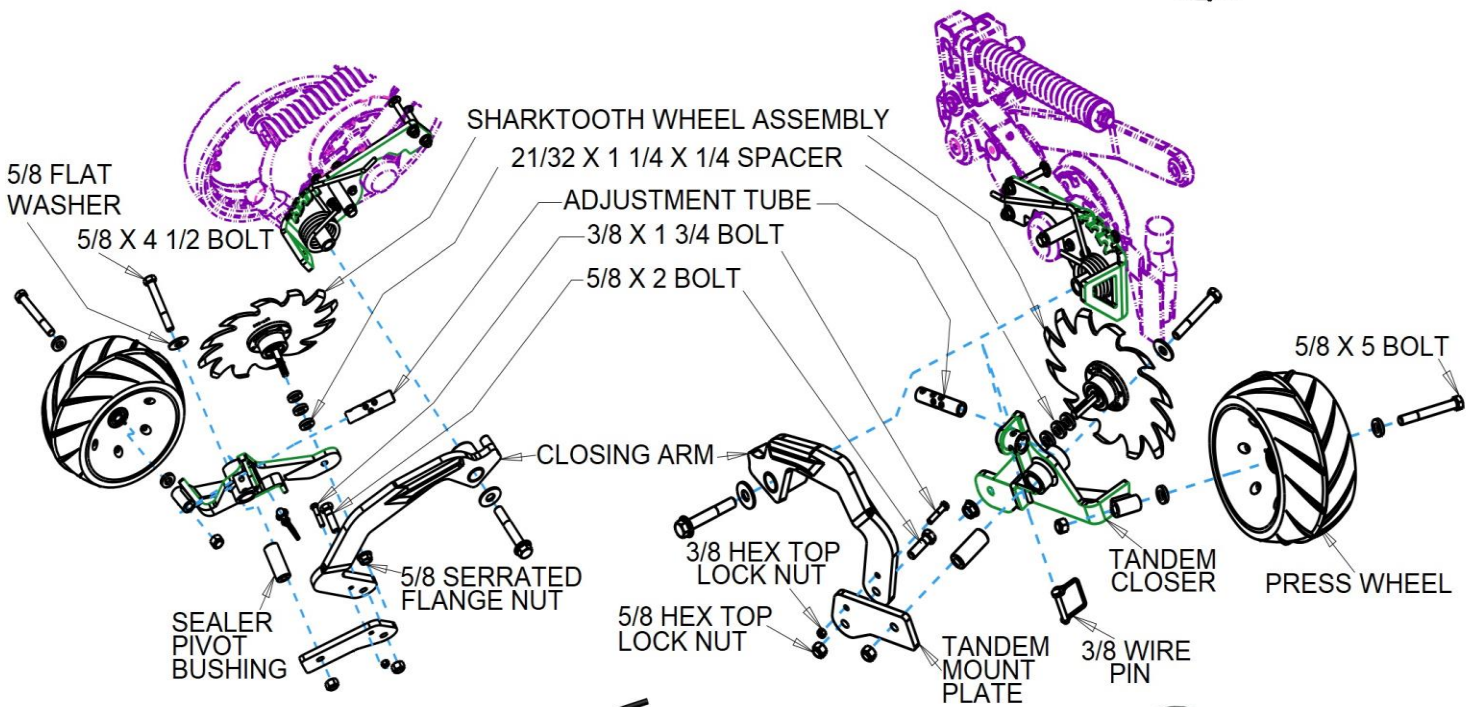 SHARKTOOTH WHEEL ASSEMBLY
21/32 X 1 1/4 X 1/4 SPACER
5/8 FLAT
WASHER
ADJUSTMENT TUBE
5/8 X 4 1/2 BOLT
3/8 X 1 3/4 BOLT
5/8 X 2 BOLT
5/8 X 5 BOLT
CLOSING ARM
3/8 HEX TOP
LOCK NUT
TANDEM
CLOSER
PRESS WHEEL
5/8 SERRATED
FLANGE NUT
SEALER
PIVOT
BUSHING
5/8 HEX TOP
LOCK NUT
TANDEM
MOUNT
PLATE
3/8 WIRE
PIN